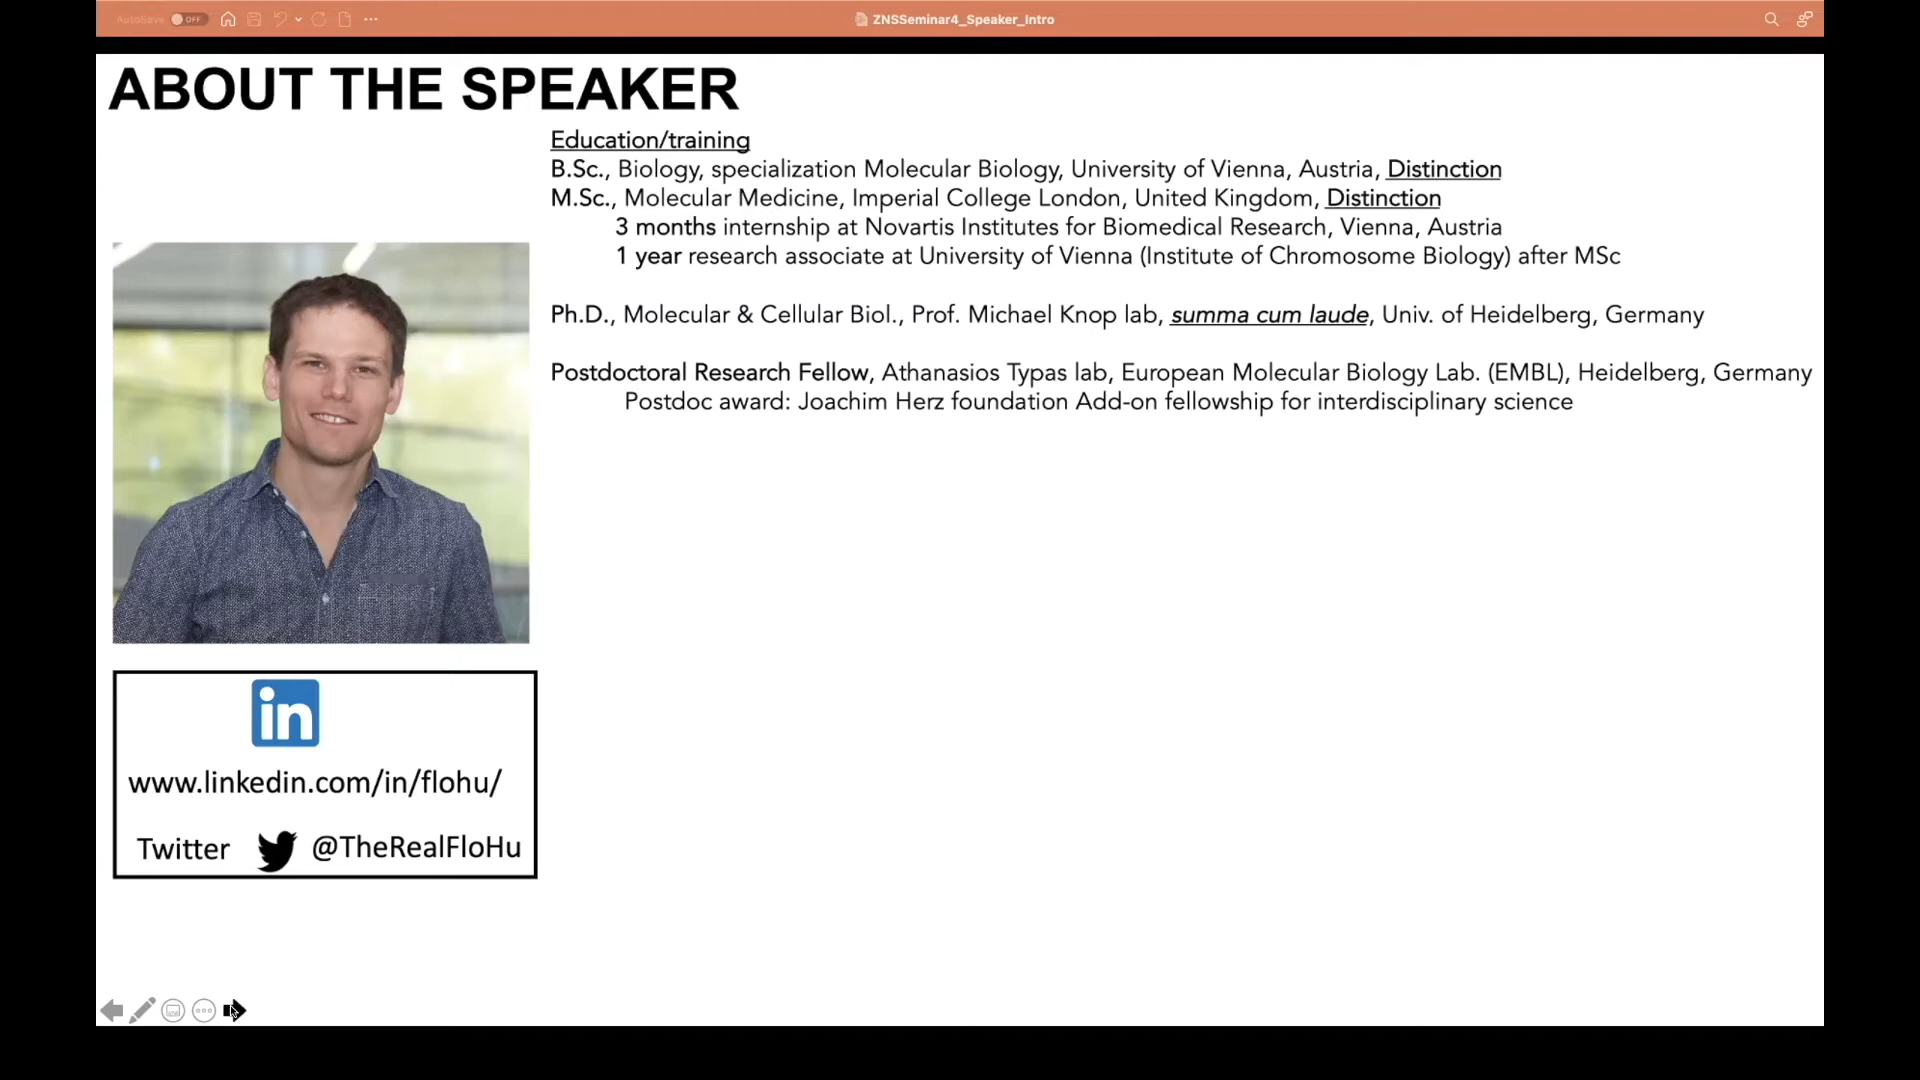 AutoSave OFF
ZNSSeminar4_Speaker_Intro
ABOUT THE SPEAKER
Education/training
B.Sc., Biology, specialization Molecular Biology, University of Vienna, Austria, Distinction
M.Sc., Molecular Medicine, Imperial College London, United Kingdom, Distinction
3 months internship at Novartis Institutes for Biomedical Research, Vienna, Austria
1 year research associate at University of Vienna (Institute of Chromosome Biology) after MSc
Ph.D., Molecular & Cellular Biol., Prof. Michael Knop lab, summa cum laude, Univ. of Heidelberg, Germany
Postdoctoral Research Fellow, Athanasios Typas lab, European Molecular Biology Lab. (EMBL), Heidelberg, Germany
Postdoc award: Joachim Herz foundation Add-on fellowship for interdisciplinary science
in
www.linkedin.com/in/flohu/
Twitter @TheRealFloHu